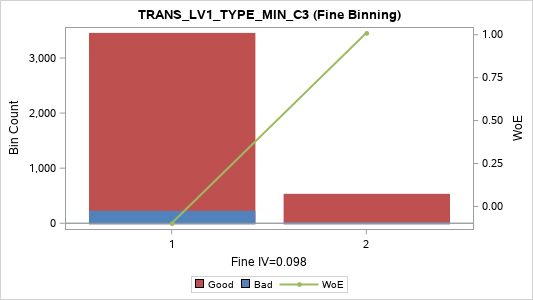 TRANS_LV1_TYPE_MIN_C3 (Fine Binning)
Bin Count
3,000
2,000
1,000
0
1.00
0.75
0.50
0.25
0.00
WoE
1
2
Fine IV=0.098
Good
Bad
WoE